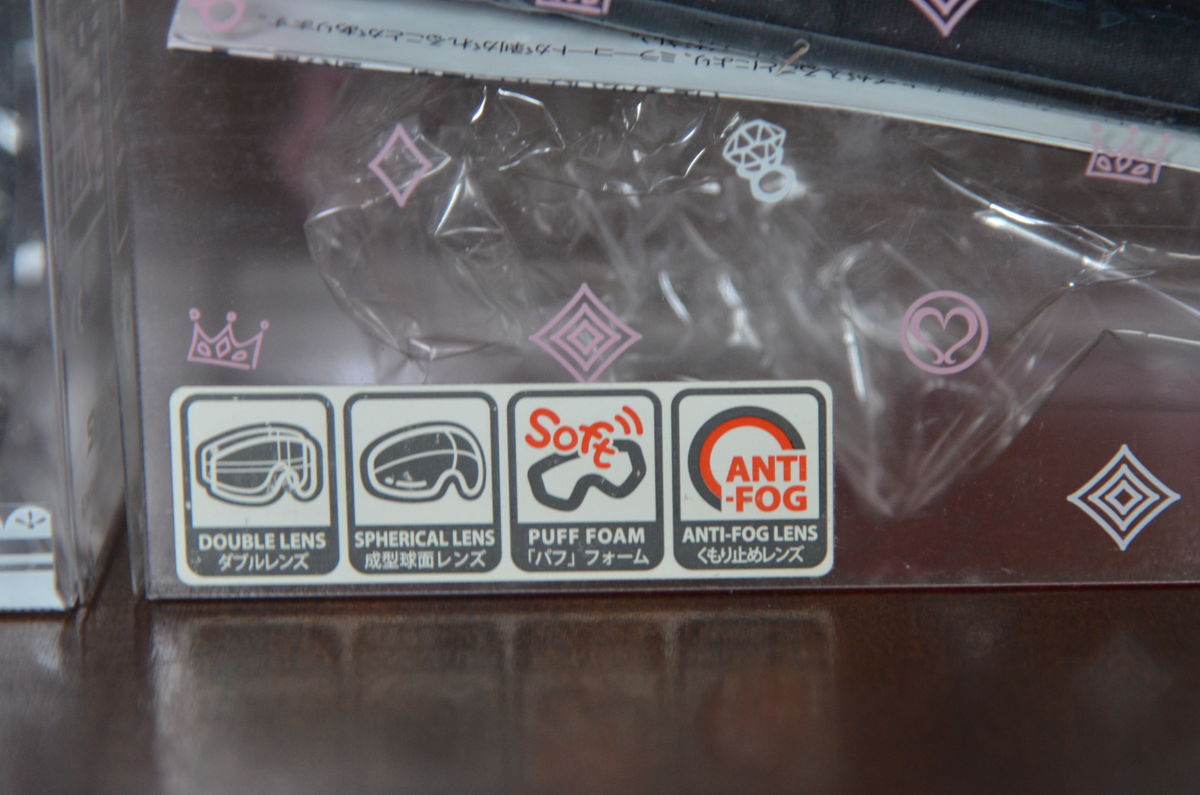 DOUBLE LENS
ダブルレンズ
SPHERICAL LENS
成型球面レンズ
Soft
PUFF FOAM
「パフ」フォーム
ANTI
-FOG
ANTI-FOG LENS
くもり止めレンズ